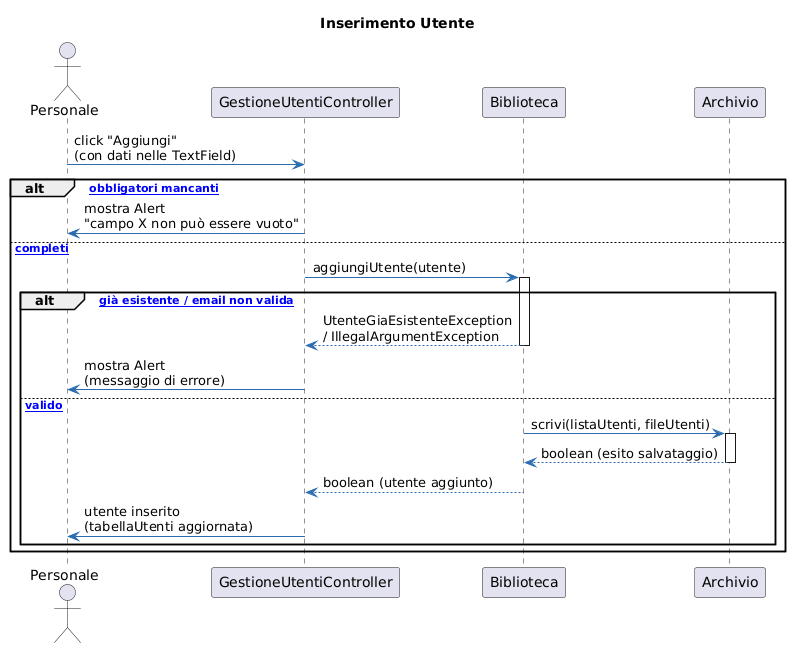 Inserimento Utente
Personale
GestioneUtentiController
Biblioteca
Archivio
click "Aggiungi"
(con dati nelle TextField)
alt
obbligatori mancanti
mostra Alert
"campo X non può essere vuoto"
completi
aggiungiUtente(utente)
alt
già esistente / email non valida
UtenteGiaEsistenteException
/ IllegalArgumentException
mostra Alert
(messaggio di errore)
valido
scrivi(listaUtenti, fileUtenti)
boolean (esito salvataggio)
boolean (utente aggiunto)
utente inserito
(tabellaUtenti aggiornata)
Personale
GestioneUtentiController
Biblioteca
Archivio